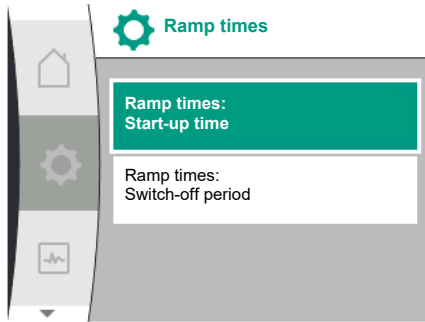 Ramp times
Ramp times:
Start-up time
Ramp times:
Switch-off period